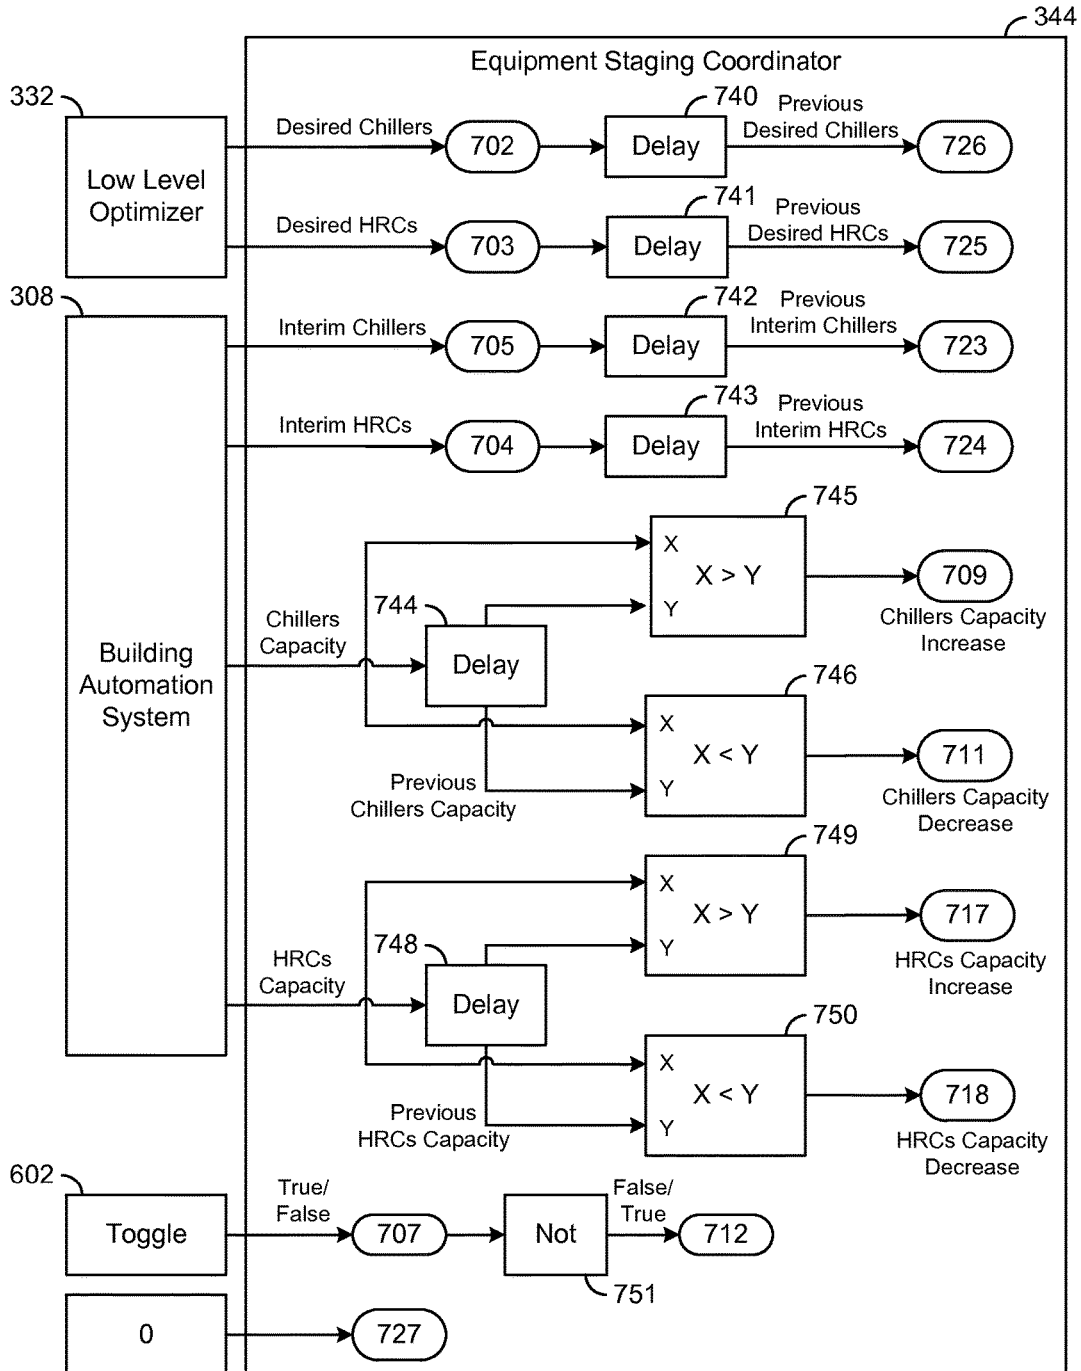 344
Equipment Staging Coordinator
332
Low Level
Optimizer
Desired Chillers
702
740
Delay
Previous
Desired Chillers
726
Desired HRCs
703
741
Delay
Previous
Desired HRCs
725
308
Building
Automation
System
Interim Chillers
705
742
Delay
Previous
Interim Chillers
723
Interim HRCs
704
743
Delay
Previous
Interim HRCs
724
745
X
X > Y
Y
709
Chillers Capacity
Increase
Chillers
Capacity
744
Delay
746
X
X < Y
Y
711
Chillers Capacity
Decrease
Previous
Chillers Capacity
749
X
X > Y
Y
717
HRCs Capacity
Increase
HRCs
Capacity
748
Delay
750
X
X < Y
Y
718
HRCs Capacity
Decrease
Previous
HRCs Capacity
602
Toggle
True/
False
707
Not
751
False/
True
712
0
727